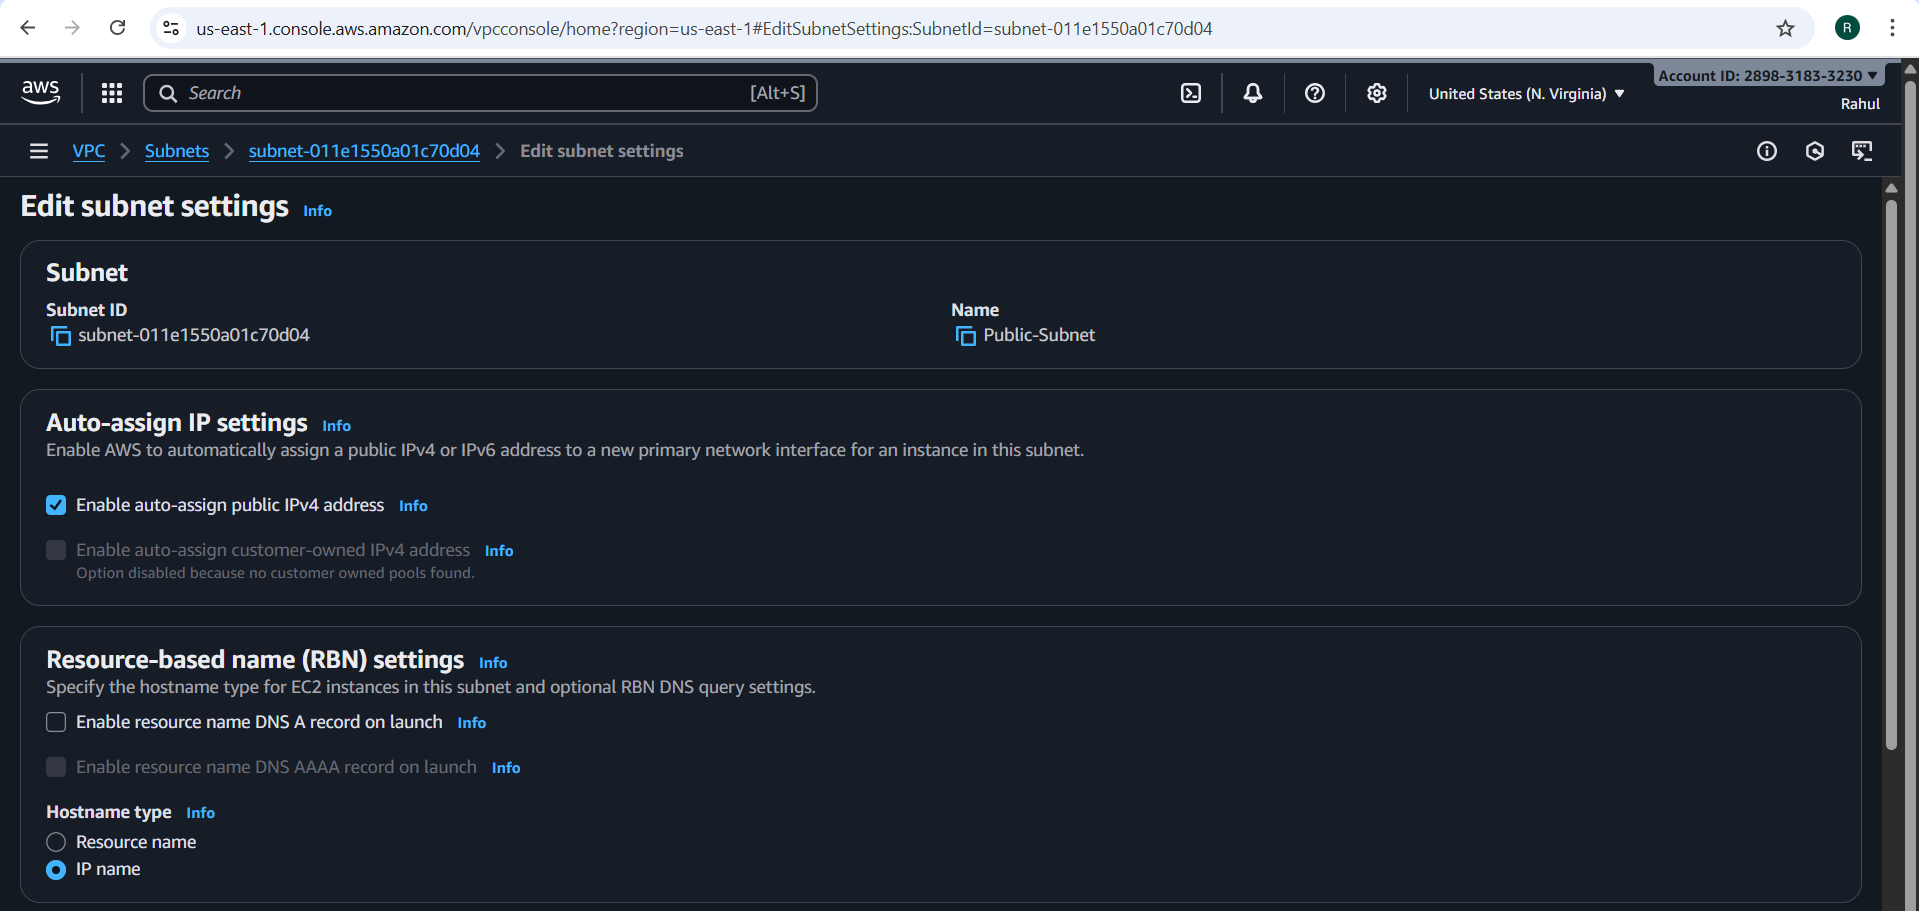 us-east-1.console.aws.amazon.com/vpcconsole/home?region=us-east-1#EditSubnetSettings:SubnetId=subnet-011e1550a01c70d04
R
aws
Search
[Alt+S]
United States (N. Virginia)
Account ID: 2898-3183-3230
Rahul
VPC
Subnets
subnet-011e1550a01c70d04
Edit subnet settings
Edit subnet settings Info
Subnet
Subnet ID
subnet-011e1550a01c70d04
Name
Public-Subnet
Auto-assign IP settings Info
Enable AWS to automatically assign a public IPv4 or IPv6 address to a new primary network interface for an instance in this subnet.
Enable auto-assign public IPv4 address Info
Enable auto-assign customer-owned IPv4 address Info
Option disabled because no customer owned pools found.
Resource-based name (RBN) settings Info
Specify the hostname type for EC2 instances in this subnet and optional RBN DNS query settings.
Enable resource name DNS A record on launch Info
Enable resource name DNS AAAA record on launch Info
Hostname type Info
Resource name
IP name